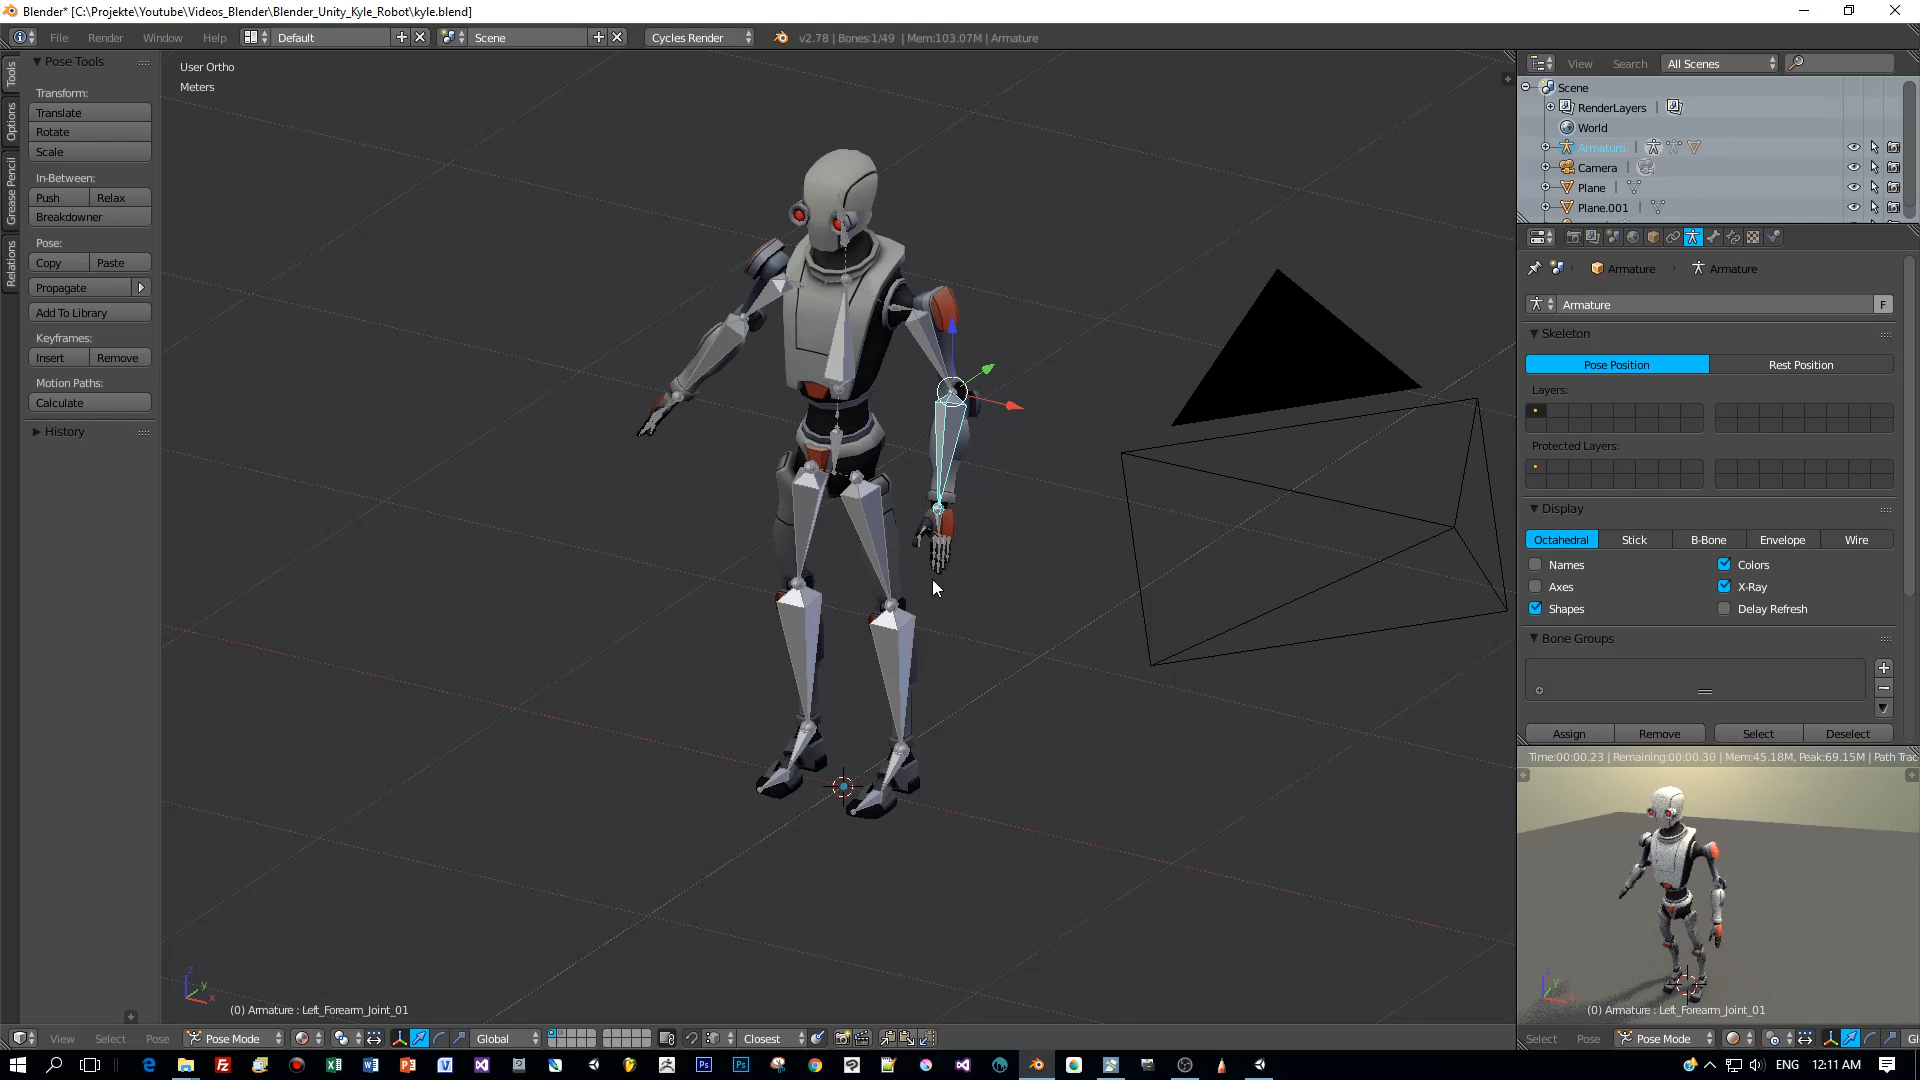 Blender* [C:\Projekte\Youtube\Videos_Blender\Blender_Unity_Kyle_Robot\kyle.blend]
File Render Window Help Default Scene Cycles Render v2.78 | Bones:1/49 | Mem:103.07M | Armature
Tools
Options
Grease Pencil
Relations
Pose Tools
Transform:
Translate
Rotate
Scale
In-Between:
Push Relax
Breakdowner
Pose:
Copy Paste
Propagate
Add To Library
Keyframes:
Insert Remove
Motion Paths:
Calculate
History
User Ortho
Meters
(0) Armature : Left_Forearm_Joint_01
View Select Pose Pose Mode Global Closest
View Search All Scenes
Scene
RenderLayers
World
Armature
Camera
Plane
Plane.001
Armature Armature
Armature F
Skeleton
Pose Position Rest Position
Layers:
Protected Layers:
Display
Octahedral Stick B-Bone Envelope Wire
Names Colors
Axes X-Ray
Shapes Delay Refresh
Bone Groups
Assign Remove Select Deselect
Time:00:00.23 | Remaining:00:00.30 | Mem:45.18M, Peak:69.15M | Path Trac
(0) Armature : Left_Forearm_Joint_01
Select Pose Pose Mode Gl
ENG 12:11 AM